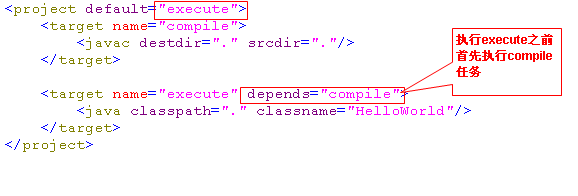 <project default="execute">
<target name="compile">
<javac destdir="." srcdir="."/>
</target>
<target name="execute" depends="compile">
<java classpath="." classname="HelloWorld"/>
</target>
</project>
执行execute之前
首先执行compile
任务